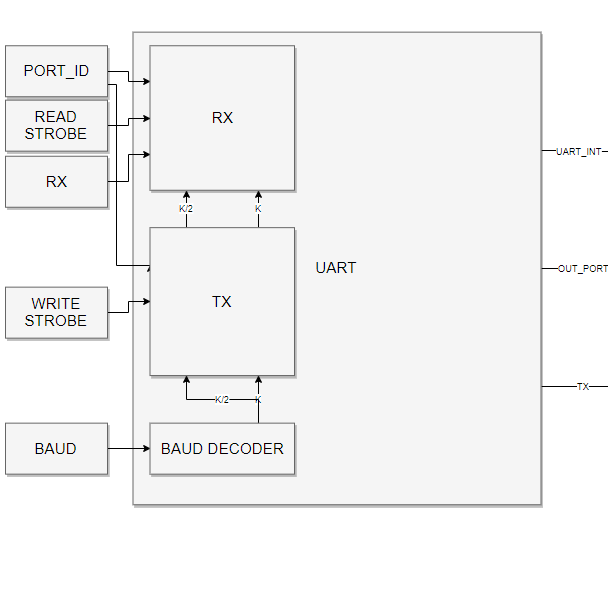 PORT_ID
READ
STROBE
RX
RX
K/2
K
UART_INT
TX
UART
OUT_PORT
WRITE
STROBE
K/2
K
TX
BAUD
BAUD DECODER